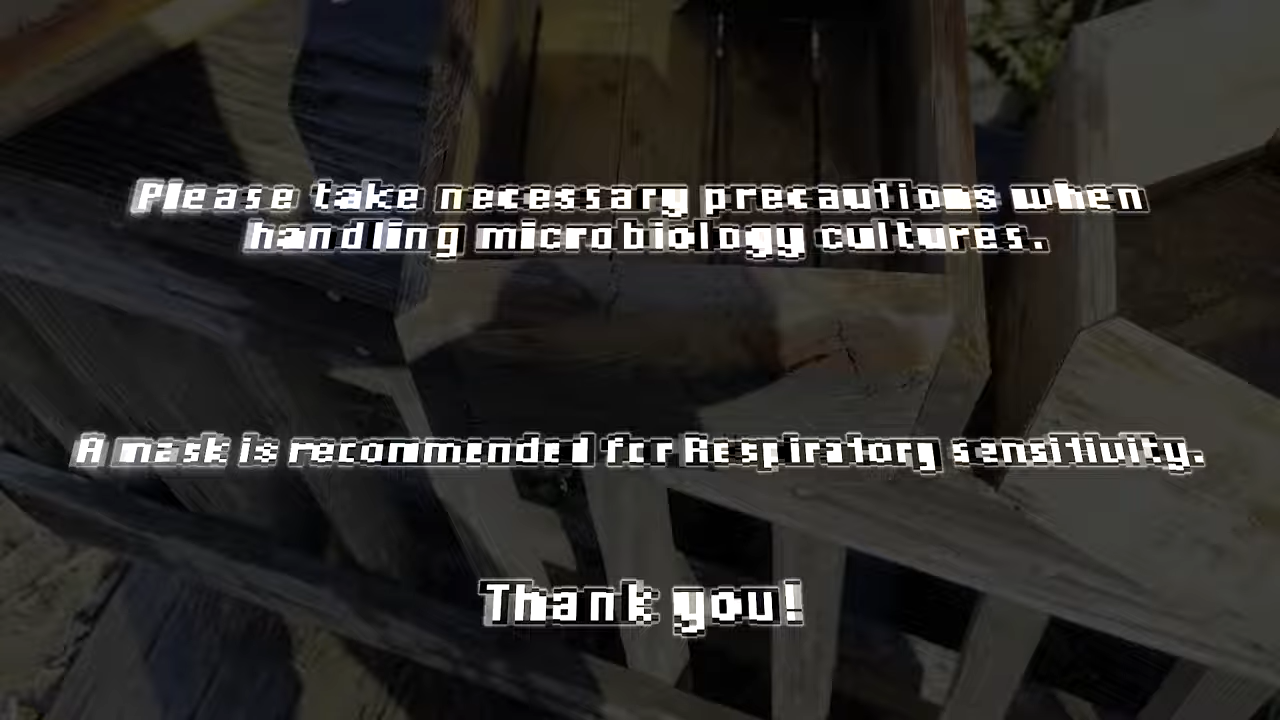 Please take necessary precautions when
handling microbiology cultures.
A mask is recommended for Respiratory sensitivity.
Thank you!